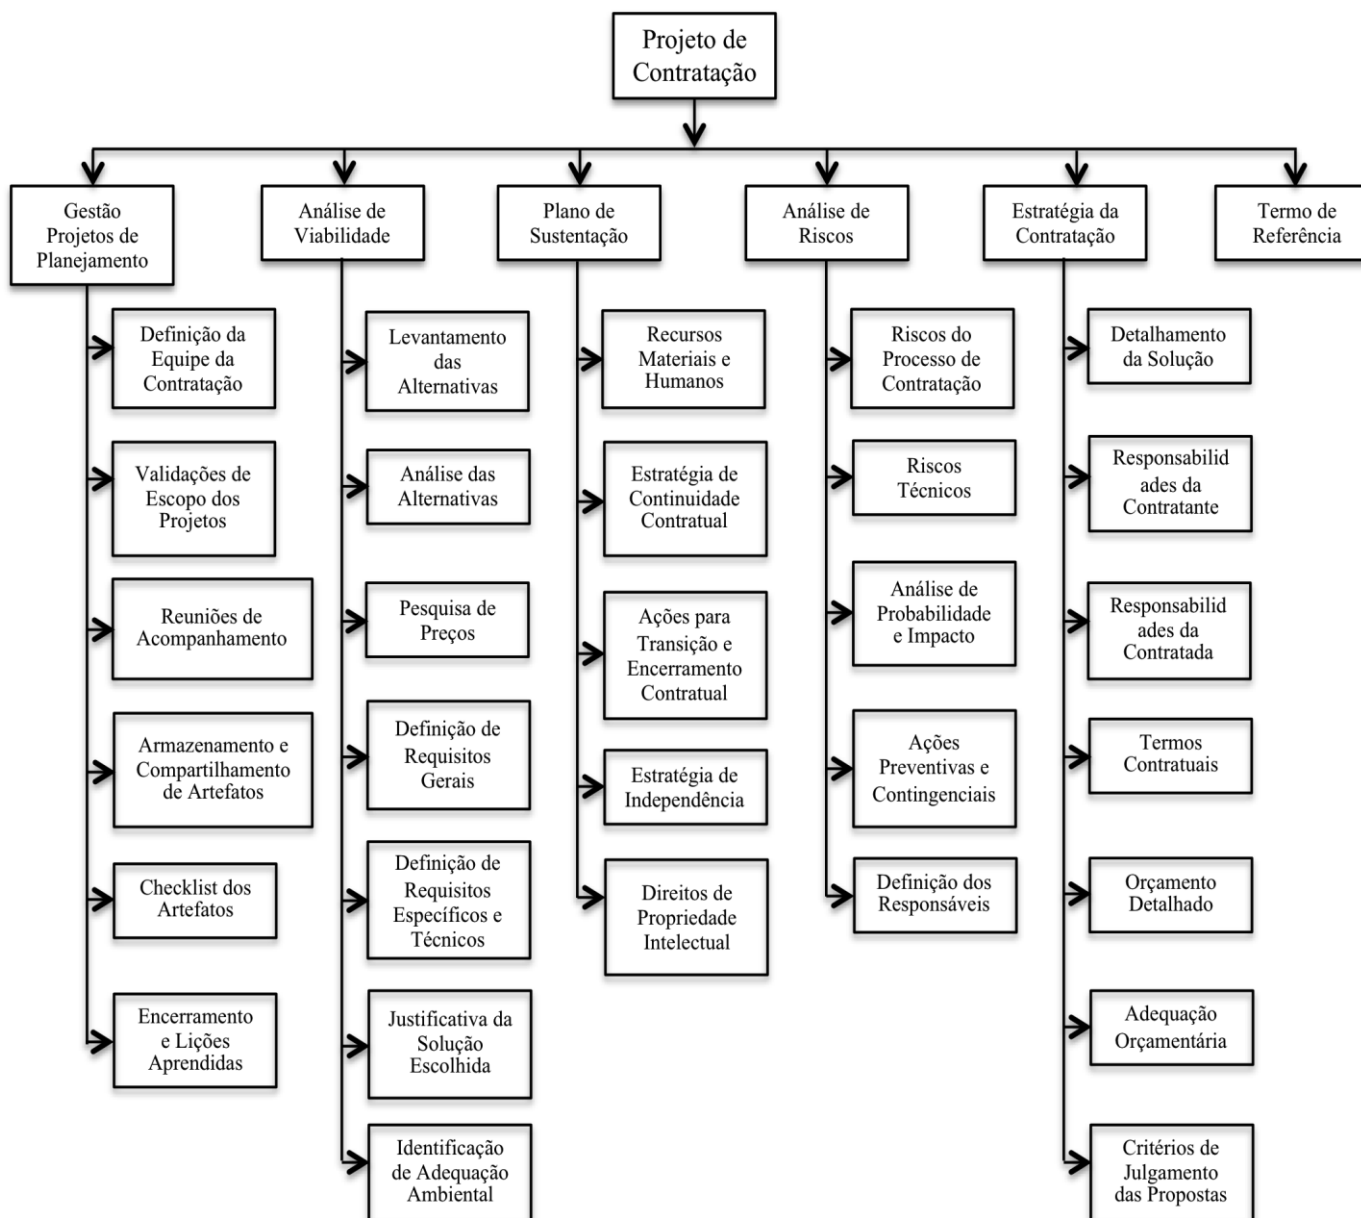 Projeto de
Contratação
Gestão
Projetos de
Planejamento
Análise de
Viabilidade
Plano de
Sustentação
Análise de
Riscos
Estratégia da
Contratação
Termo de
Referência
Definição da
Equipe da
Contratação
Validações de
Escopo dos
Projetos
Reuniões de
Acompanhamento
Armazenamento e
Compartilhamento
de Artefatos
Checklist dos
Artefatos
Encerramento
e Lições
Aprendidas
Levantamento
das
Alternativas
Análise das
Alternativas
Pesquisa de
Preços
Definição de
Requisitos
Gerais
Definição de
Requisitos
Específicos e
Técnicos
Justificativa da
Solução
Escolhida
Identificação
de Adequação
Ambiental
Recursos
Materiais e
Humanos
Estratégia de
Continuidade
Contratual
Ações para
Transição e
Encerramento
Contratual
Estratégia de
Independência
Direitos de
Propriedade
Intelectual
Riscos do
Processo de
Contratação
Riscos
Técnicos
Análise de
Probabilidade
e Impacto
Ações
Preventivas e
Contingenciais
Definição dos
Responsáveis
Detalhamento
da Solução
Responsabilid
ades da
Contratante
Responsabilid
ades da
Contratada
Termos
Contratuais
Orçamento
Detalhado
Adequação
Orçamentária
Critérios de
Julgamento
das Propostas